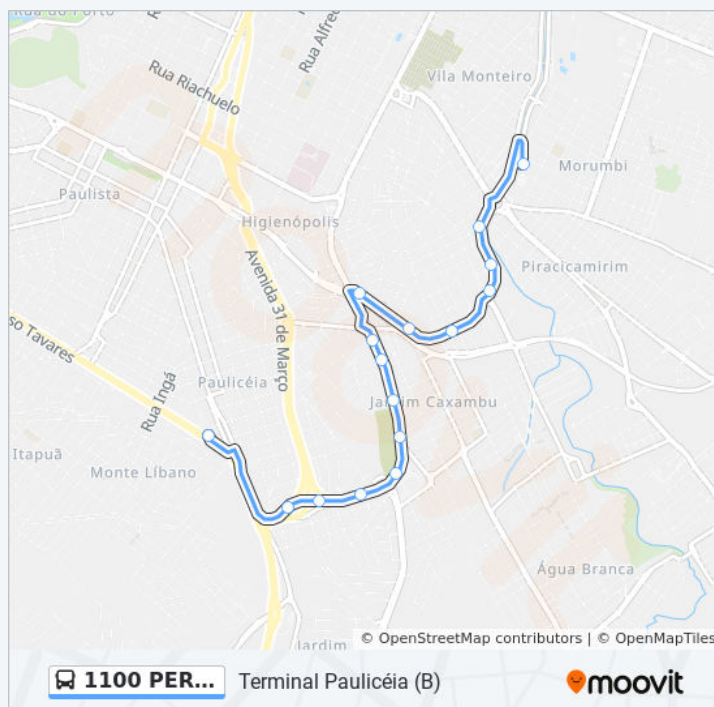 Rua do Porto
Rua Alfre
Vila Monteiro
Rua Riachuelo
Morumbi
Paulista
Higienópolis
Piracicamirim
Avenida 31 de Março
so Tavares
Rua Ingá
Paulicéia
Jardim Caxambu
Itapuã
Monte Líbano
Água Branca
Jardim
© OpenStreetMap contributors | © OpenMapTiles
1100 PER...
Terminal Paulicéia (B)
moovit